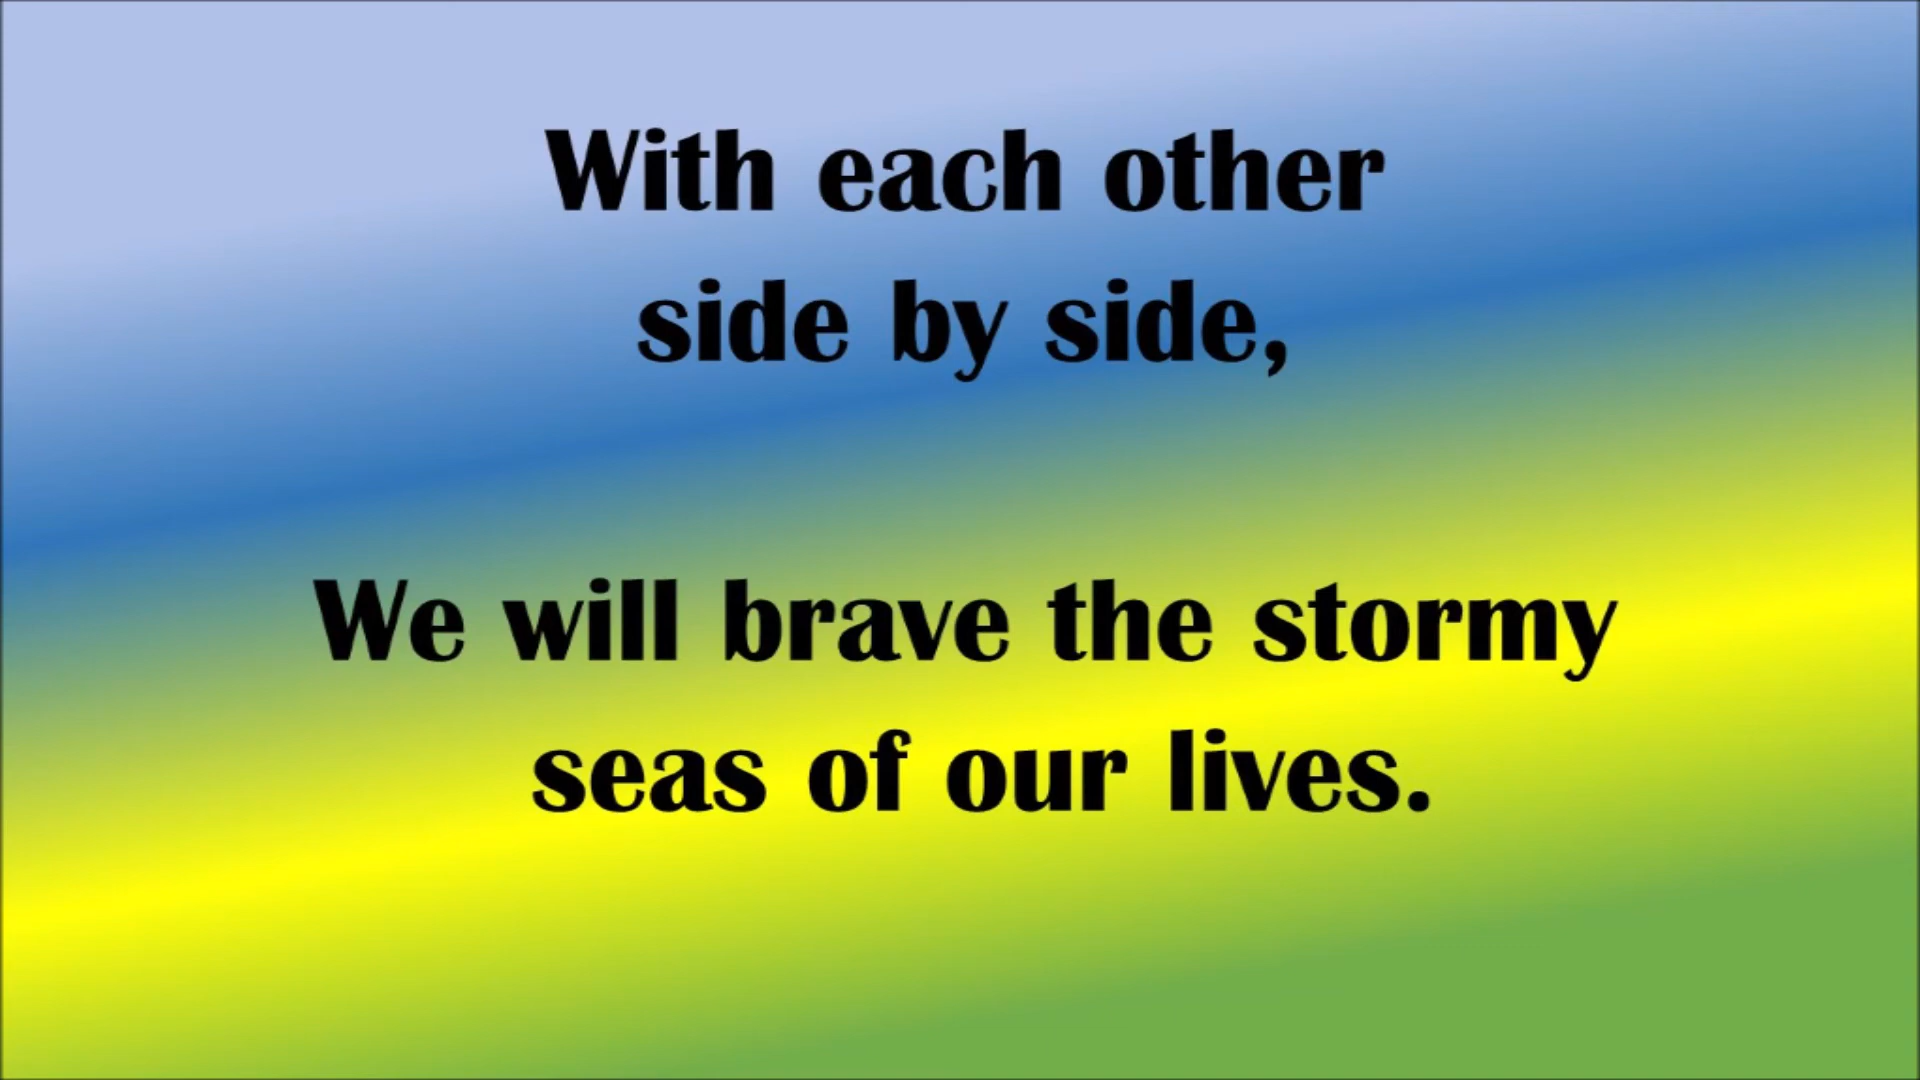 With each other
side by side,
We will brave the stormy
seas of our lives.